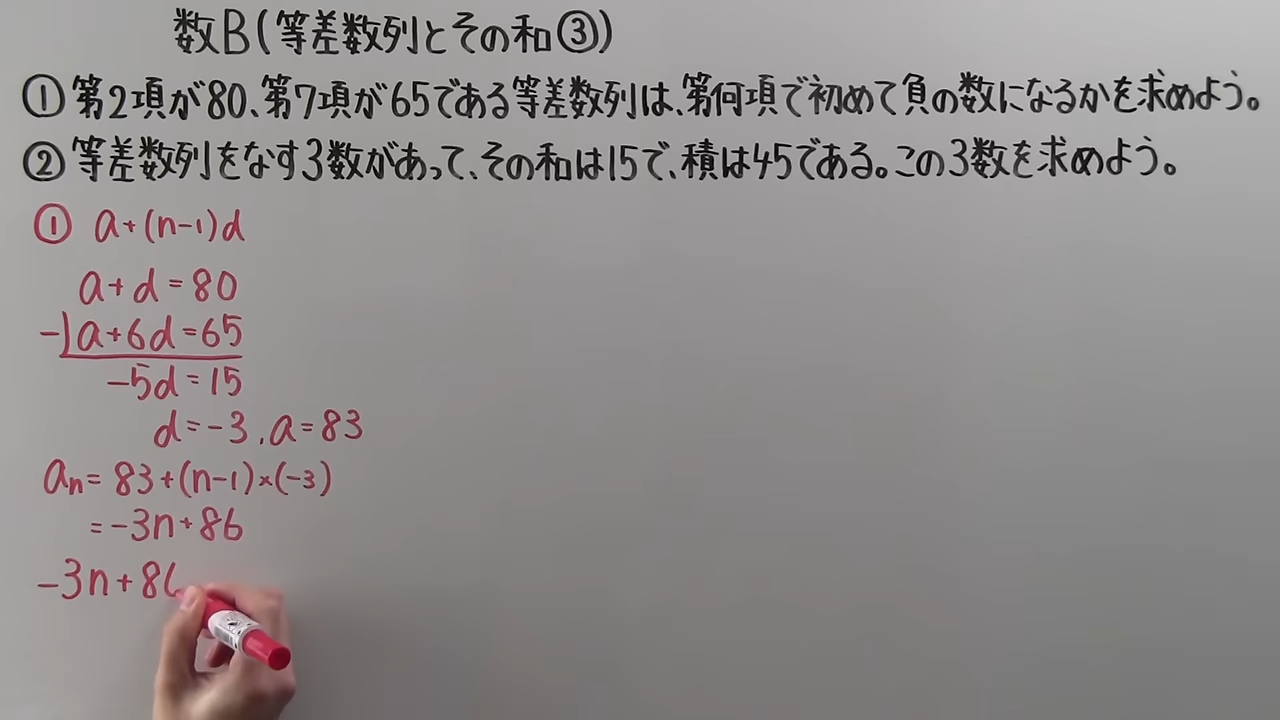 数B(等差数列とその和③)
①第2項が80、第7項が65である等差数列は、第何項で初めて負の数になるかを求めよう。
②等差数列をなす3数があって、その和は15で、積は45である。この3数を求めよう。
① a+(n-1)d
a+d=80
-)a+6d=65
-5d=15
d=-3,a=83
an=83+(n-1)×(-3)
=-3n+86
-3n+86